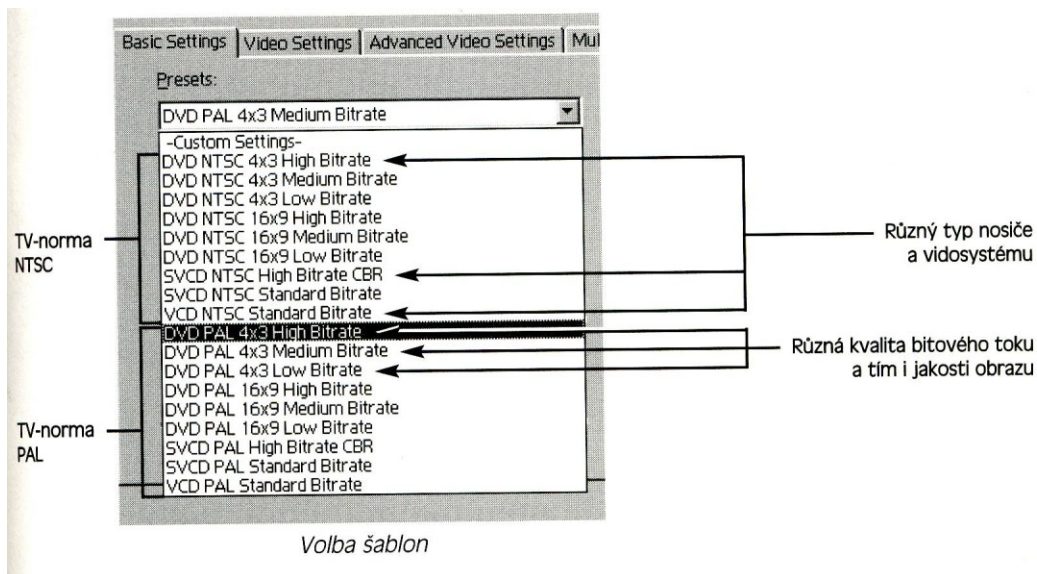 Basic Settings Video Settings Advanced Video Settings Mul
Presets:
DVD PAL 4x3 Medium Bitrate
-Custom Settings-
DVD NTSC 4x3 High Bitrate
DVD NTSC 4x3 Medium Bitrate
DVD NTSC 4x3 Low Bitrate
DVD NTSC 16x9 High Bitrate
DVD NTSC 16x9 Medium Bitrate
DVD NTSC 16x9 Low Bitrate
SVCD NTSC High Bitrate CBR
SVCD NTSC Standard Bitrate
VCD NTSC Standard Bitrate
DVD PAL 4x3 High Bitrate
DVD PAL 4x3 Medium Bitrate
DVD PAL 4x3 Low Bitrate
DVD PAL 16x9 High Bitrate
DVD PAL 16x9 Medium Bitrate
DVD PAL 16x9 Low Bitrate
SVCD PAL High Bitrate CBR
SVCD PAL Standard Bitrate
VCD PAL Standard Bitrate
TV-norma
NTSC
TV-norma
PAL
Různý typ nosiče
a vidosystému
Různá kvalita bitového toku
a tím i jakosti obrazu
Volba šablon